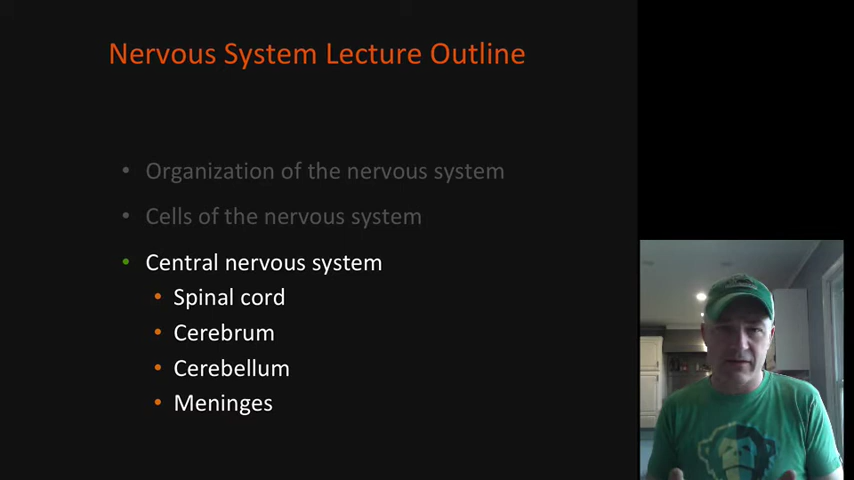 Nervous System Lecture Outline
• Organization of the nervous system
• Cells of the nervous system
• Central nervous system
• Spinal cord
• Cerebrum
• Cerebellum
• Meninges